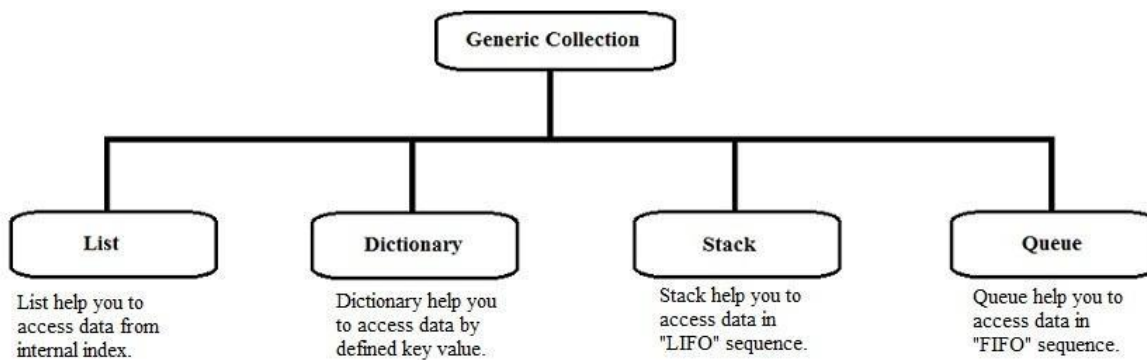 Generic Collection
List
Dictionary
Stack
Queue
List help you to
access data from
internal index.
Dictionary help you
to access data by
defined key value.
Stack help you to
access data in
"LIFO" sequence.
Queue help you to
access data in
"FIFO" sequence.